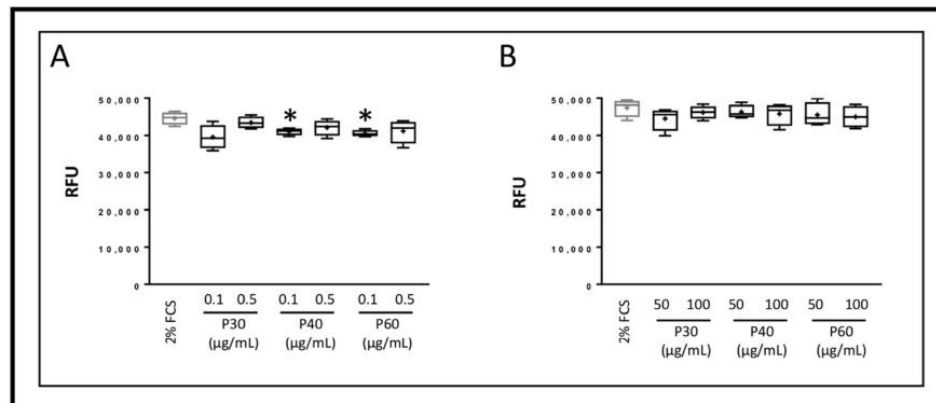 A
50,000
40,000
30,000
20,000
10,000
0
RFU
*
*
2% FCS
0.1 0.5 0.1 0.5 0.1 0.5
P30 P40 P60
(µg/mL) (µg/mL) (µg/mL)
B
50,000
40,000
30,000
20,000
10,000
0
RFU
2% FCS
50 100 50 100 50 100
P30 P40 P60
(µg/mL) (µg/mL) (µg/mL)